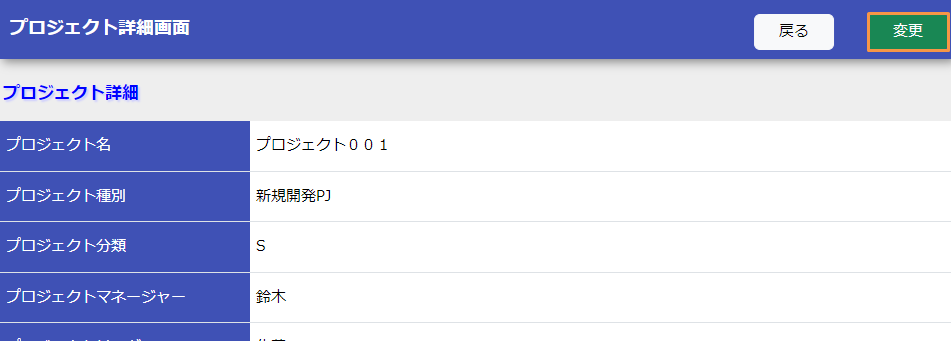 プロジェクト詳細画面
戻る
変更
プロジェクト詳細
プロジェクト名
プロジェクト００１
プロジェクト種別
新規開発PJ
プロジェクト分類
S
プロジェクトマネージャー
鈴木